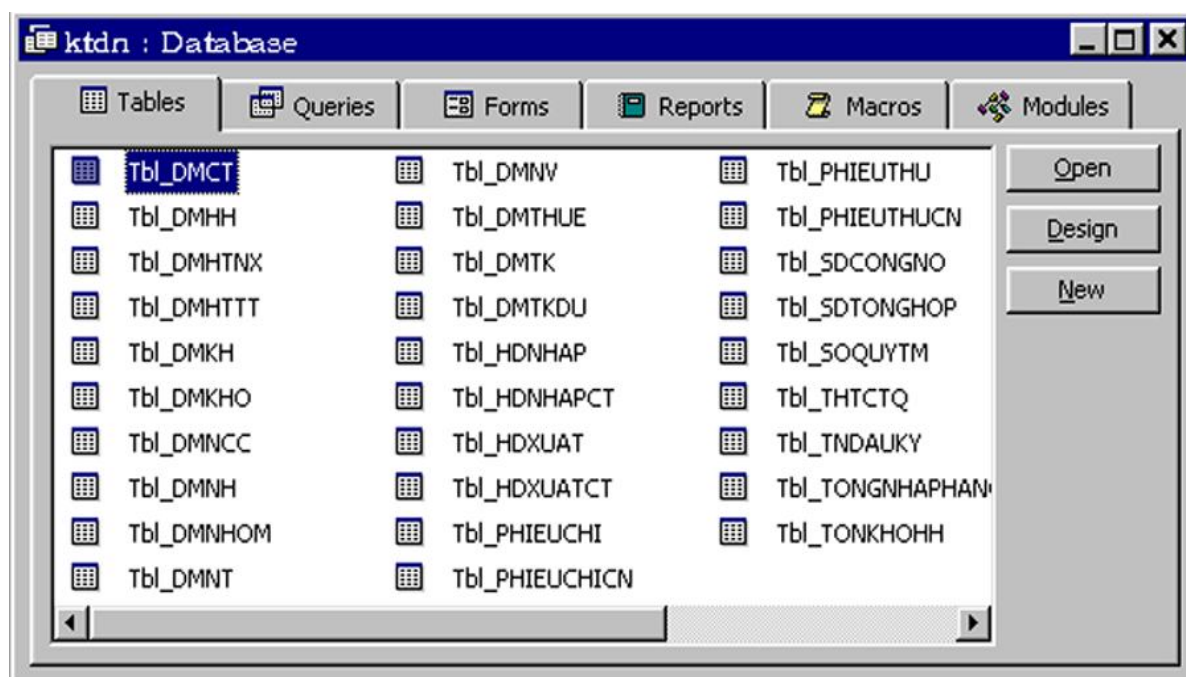 ktdn : Database
Tables Queries Forms Reports Macros Modules
Tbl_DMCT
Tbl_DMHH
Tbl_DMHTNX
Tbl_DMHTTT
Tbl_DMKH
Tbl_DMKHO
Tbl_DMNCC
Tbl_DMNH
Tbl_DMNHOM
Tbl_DMNT
Tbl_DMNV
Tbl_DMTHUE
Tbl_DMTK
Tbl_DMTKDU
Tbl_HDNHAP
Tbl_HDNHAPCT
Tbl_HDXUAT
Tbl_HDXUATCT
Tbl_PHIEUCHI
Tbl_PHIEUCHICN
Tbl_PHIEUTHU
Tbl_PHIEUTHUCN
Tbl_SDCONGNO
Tbl_SDTONGHOP
Tbl_SOQUYTM
Tbl_THTCTQ
Tbl_TNDAUKY
Tbl_TONGNHAPHAN
Tbl_TONKHOHH
Open
Design
New